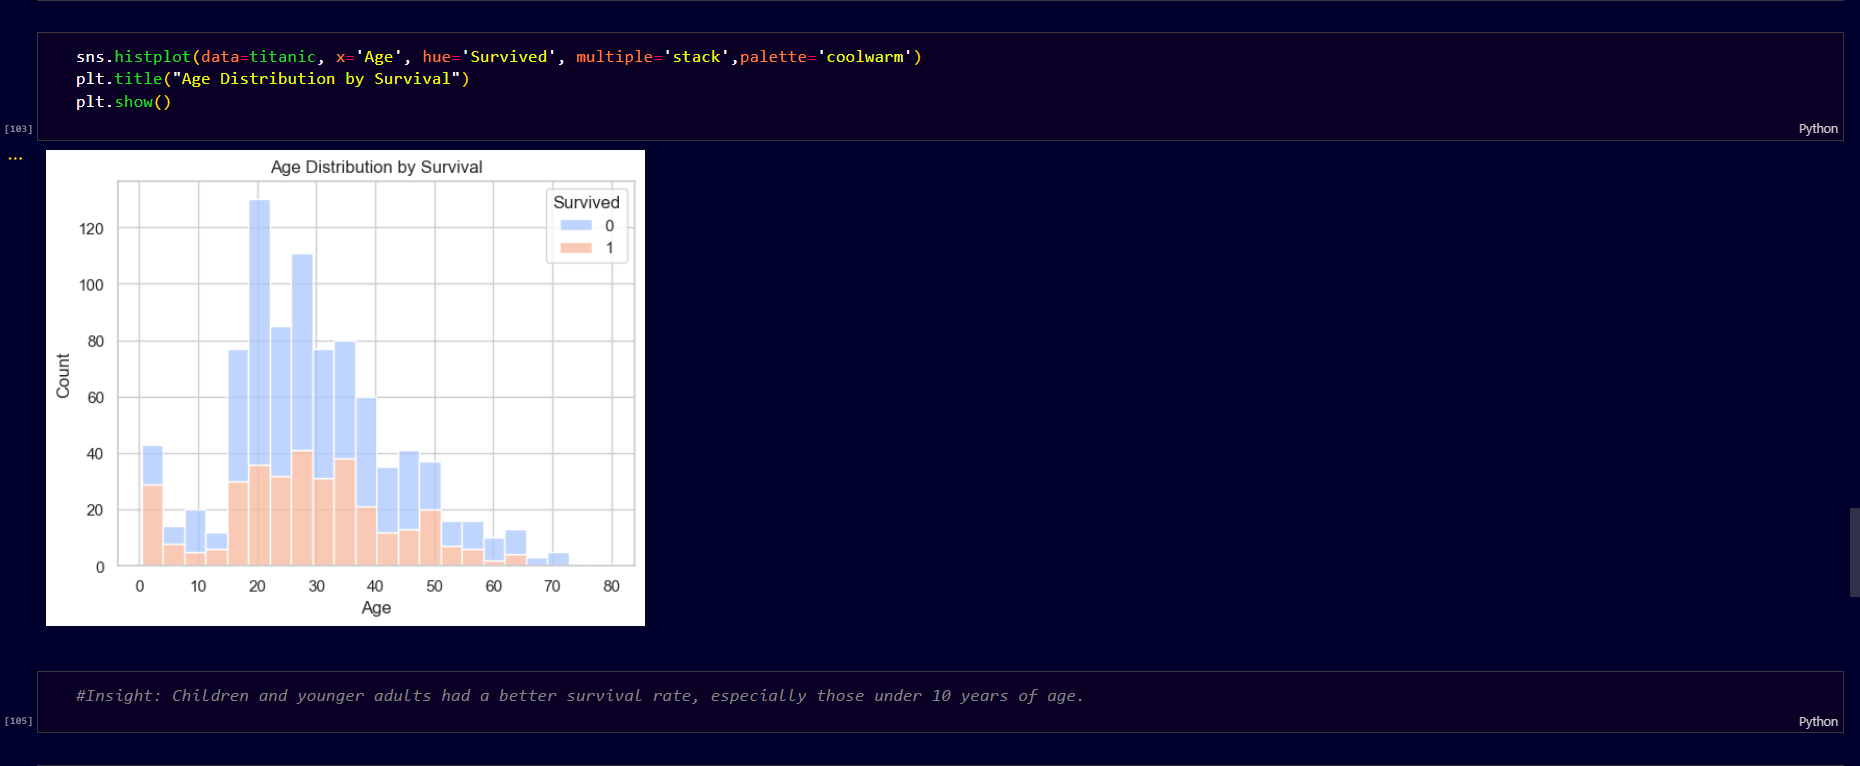 sns.histplot(data=titanic, x='Age', hue='Survived', multiple='stack',palette='coolwarm')
plt.title("Age Distribution by Survival")
plt.show()
[103]
Python
...
Age Distribution by Survival
Survived
0
1
120
100
80
60
40
20
0
Count
0 10 20 30 40 50 60 70 80
Age
#Insight: Children and younger adults had a better survival rate, especially those under 10 years of age.
[105]
Python